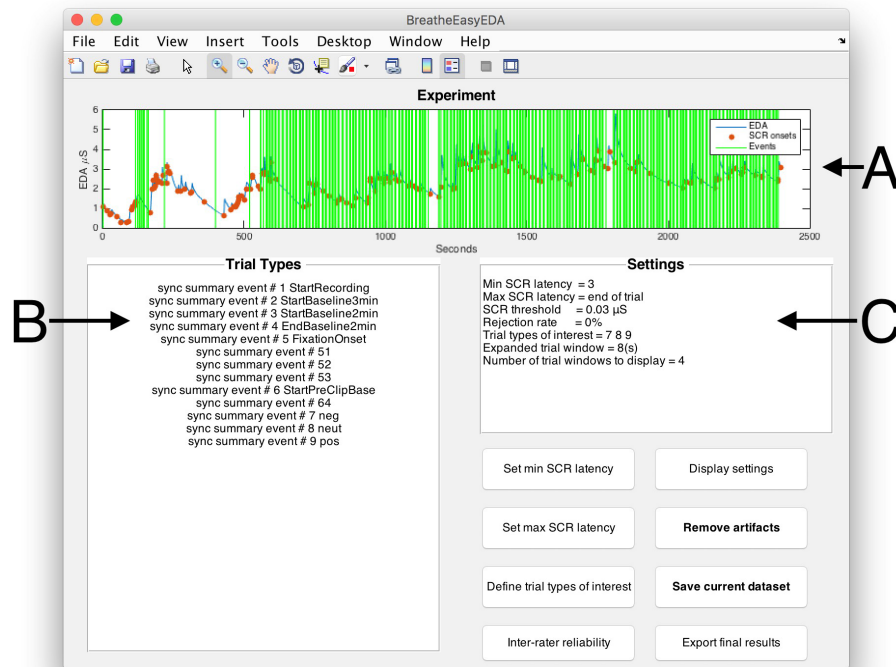 BreatheEasyEDA
File Edit View Insert Tools Desktop Window Help
Experiment
6
5
4
3
2
1
0
EDA μS
EDA
SCR onsets
Events
0 500 1000 1500 2000 2500
Seconds
A
Trial Types
sync summary event # 1 StartRecording
sync summary event # 2 StartBaseline3min
sync summary event # 3 StartBaseline2min
sync summary event # 4 EndBaseline2min
sync summary event # 5 FixationOnset
sync summary event # 51
sync summary event # 52
sync summary event # 53
sync summary event # 6 StartPreClipBase
sync summary event # 64
sync summary event # 7 neg
sync summary event # 8 neut
sync summary event # 9 pos
B
Settings
Min SCR latency = 3
Max SCR latency = end of trial
SCR threshold = 0.03 μS
Rejection rate = 0%
Trial types of interest = 7 8 9
Expanded trial window = 8(s)
Number of trial windows to display = 4
C
Set min SCR latency
Display settings
Set max SCR latency
Remove artifacts
Define trial types of interest
Save current dataset
Inter-rater reliability
Export final results